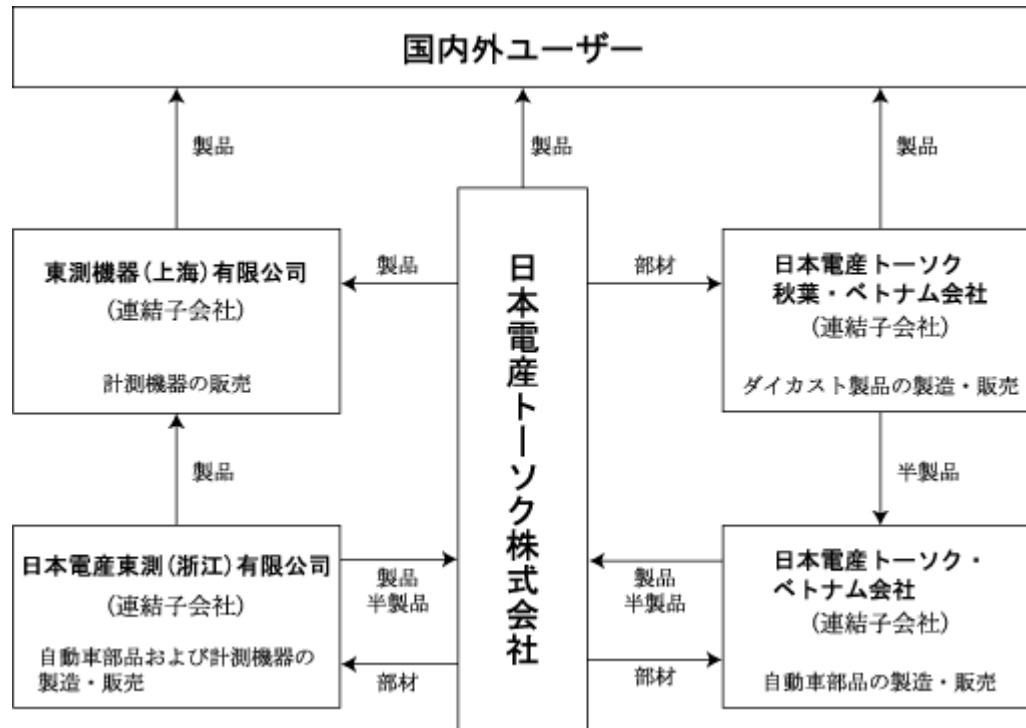 国内外ユーザー
製品
製品
製品
東測機器(上海)有限公司
(連結子会社)
計測機器の販売
製品
日本電産トーソク株式会社
部材
日本電産トーソク
秋葉・ベトナム会社
(連結子会社)
ダイカスト製品の製造・販売
製品
半製品
日本電産東測(浙江)有限公司
(連結子会社)
自動車部品および計測機器の
製造・販売
製品
半製品
部材
製品
半製品
部材
日本電産トーソク・
ベトナム会社
(連結子会社)
自動車部品の製造・販売